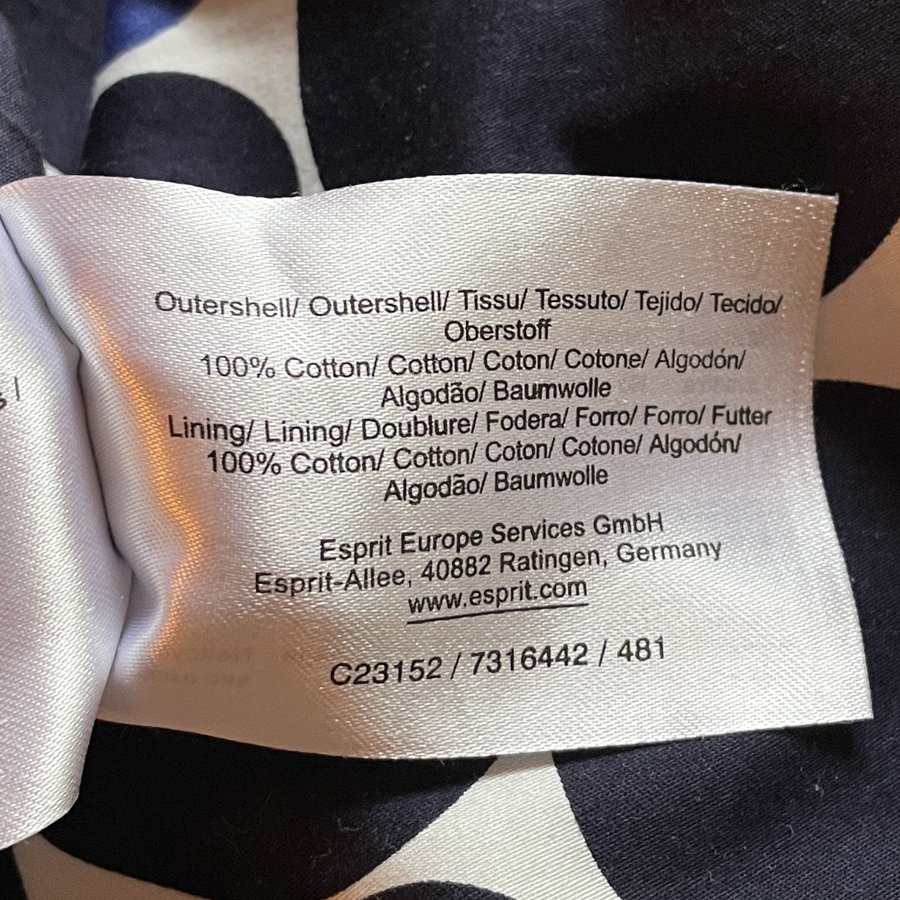 Outershell/ Outershell/ Tissu/ Tessuto/ Tejido/ Tecido/
Oberstoff
100% Cotton/ Cotton/ Coton/ Cotone/ Algodón/
Algodão/ Baumwolle
Lining/ Lining/ Doublure/ Fodera/ Forro/ Forro/ Futter
100% Cotton/ Cotton/ Coton/ Cotone/ Algodón/
Algodão/ Baumwolle
Esprit Europe Services GmbH
Esprit-Allee, 40882 Ratingen, Germany
www.esprit.com
C23152 / 7316442 / 481